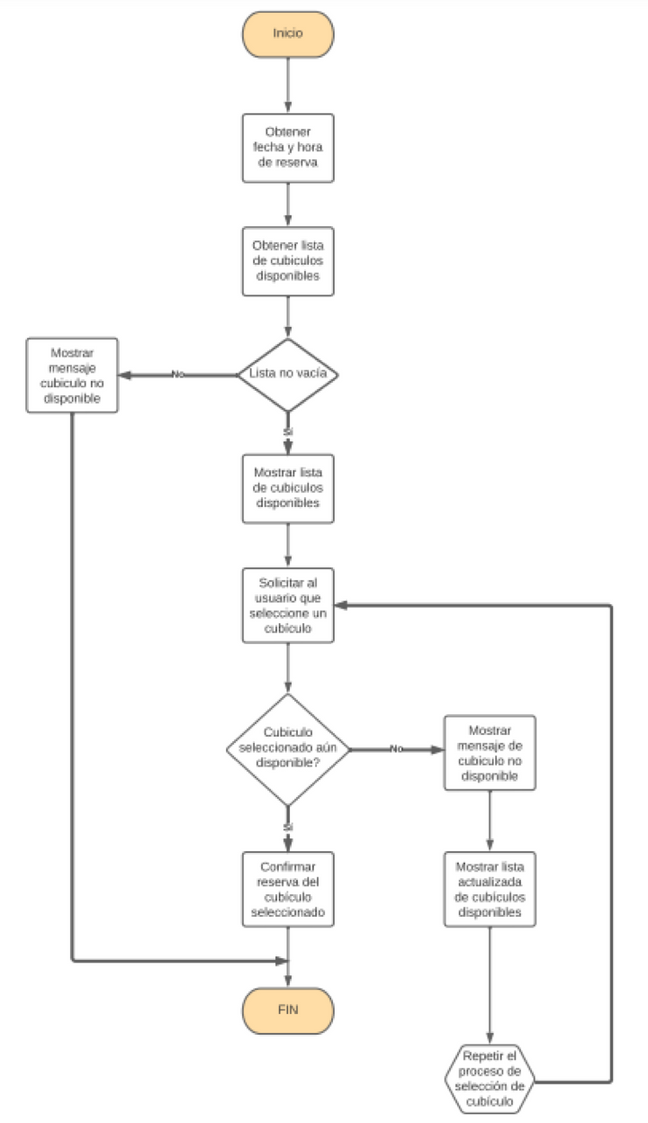 Inicio
Obtener
fecha y hora
de reserva
Obtener lista
de cubiculos
disponibles
Lista no vacía
No
Mostrar
mensaje
cubiculo no
disponible
Mostrar lista
de cubiculos
disponibles
Solicitar al
usuario que
seleccione un
cubículo
Cubiculo
seleccionado aún
disponible?
No
Mostrar
mensaje de
cubiculo no
disponible
Confirmar
reserva del
cubículo
seleccionado
Mostrar lista
actualizada
de cubículos
disponibles
FIN
Repetir el
proceso de
selección de
cubículo